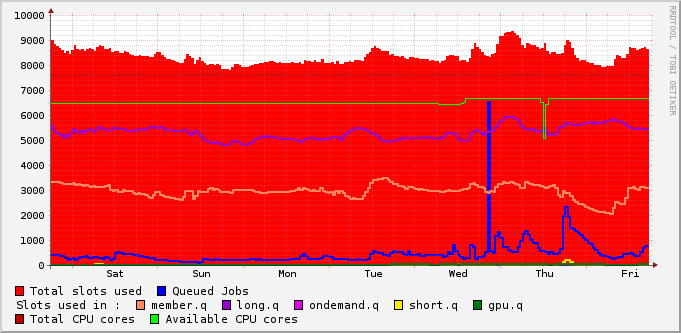 10000
9000
8000
7000
6000
5000
4000
3000
2000
1000
0
Sat Sun Mon Tue Wed Thu Fri
RRDTOOL / TOBI OETIKER
Total slots used Queued Jobs
Slots used in : member.q long.q ondemand.q short.q gpu.q
Total CPU cores Available CPU cores